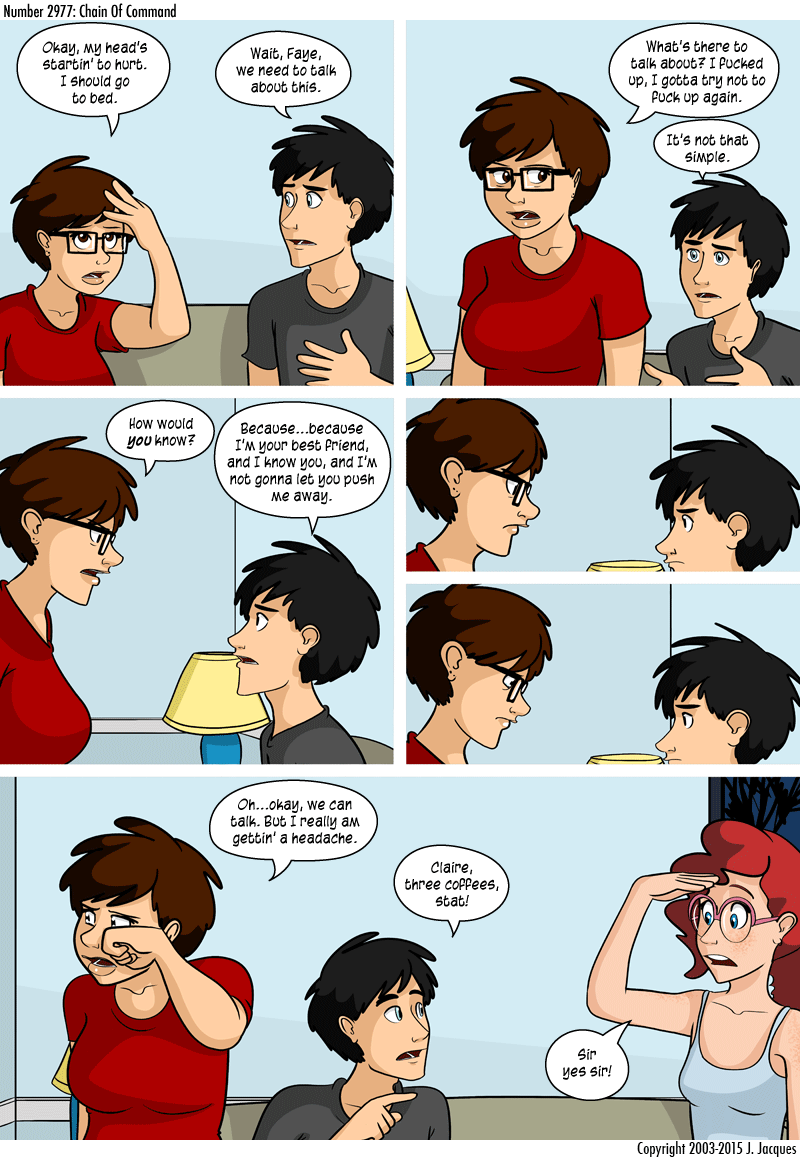 Number 2977: Chain Of Command
Okay, my head's
startin' to hurt.
I should go
to bed.
Wait, Faye,
we need to talk
about this.
What's there to
talk about? I fucked
up, I gotta try not to
fuck up again.
It's not that
simple.
How would
you know?
Because...because
I'm your best friend,
and I know you, and I'm
not gonna let you push
me away.
Oh...okay, we can
talk. But I really am
gettin' a headache.
Claire,
three coffees,
stat!
Sir
yes sir!
Copyright 2003-2015 J. Jacques